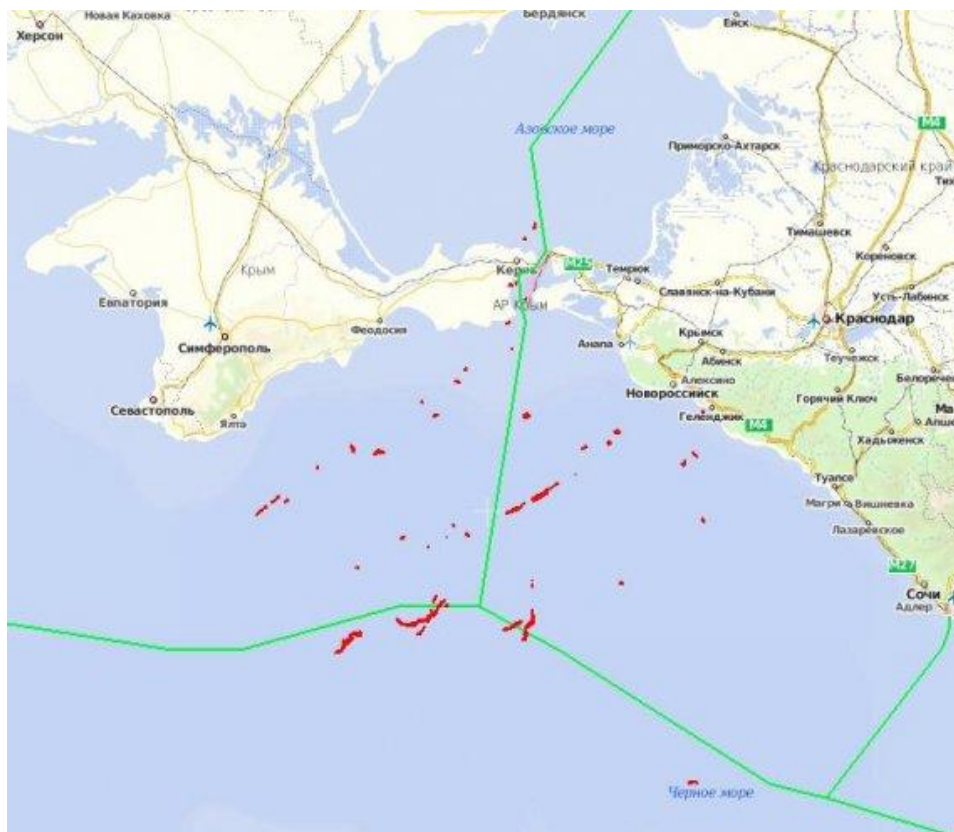 Новая Каховка
Херсон
Бердянск
Ейск
Азовское море
М4
Приморско-Ахтарск
Краснодарский край
Тимашевск
Кореновск
Керчь
М25
Темрюк
Крым
АР Крым
Славянск-на-Кубани
Усть-Лабинск
Евпатория
Феодосия
Краснодар
Симферополь
Анапа
Крымск
Абинск
Теучежск
Алексино
Новороссийск
Горячий Ключ
Севастополь
Ялта
Геленджик
М4
Хадыженск
Туапсе
Магри
Вишневка
Лазаревское
М27
Сочи
Адлер
Черное море